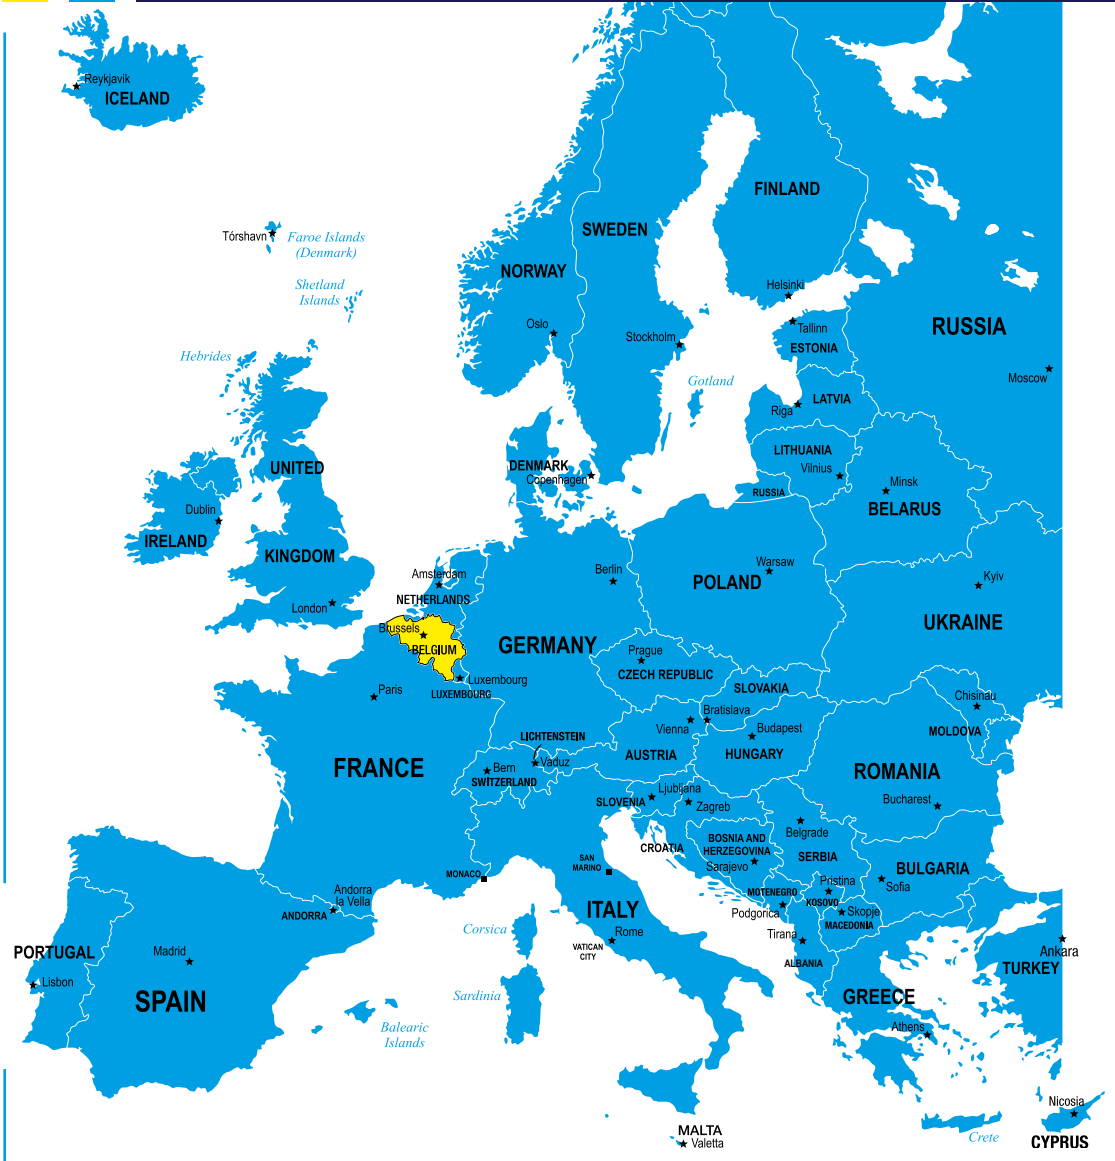 Reykjavik
ICELAND
FINLAND
SWEDEN
Tórshavn
Faroe Islands
(Denmark)
NORWAY
Shetland
Islands
Helsinki
Oslo
Stockholm
Tallinn
ESTONIA
RUSSIA
Hebrides
Moscow
Gotland
Riga
LATVIA
LITHUANIA
Vilnius
UNITED
DENMARK
Copenhagen
RUSSIA
Minsk
BELARUS
Dublin
IRELAND
KINGDOM
London
Amsterdam
NETHERLANDS
Berlin
Warsaw
POLAND
Kyiv
UKRAINE
Brussels
BELGIUM
GERMANY
Prague
CZECH REPUBLIC
Luxembourg
LUXEMBOURG
Paris
SLOVAKIA
Chisinau
MOLDOVA
Bratislava
Vienna
Budapest
LICHTENSTEIN
AUSTRIA
HUNGARY
FRANCE
Bern
Vaduz
SWITZERLAND
ROMANIA
Bucharest
Ljubljana
SLOVENIA
Zagreb
Belgrade
BOSNIA AND
HERZEGOVINA
CROATIA
Sarajevo
SERBIA
BULGARIA
SAN
MARINO
MONACO
Pristina
Sofia
MOTENEGRO
KOSOVO
Andorra
la Vella
ANDORRA
ITALY
Podgorica
Skopje
MACEDONIA
Corsica
Rome
Tirana
VATICAN
CITY
ALBANIA
PORTUGAL
Madrid
Lisbon
SPAIN
Sardinia
Ankara
TURKEY
GREECE
Athens
Balearic
Islands
Nicosia
MALTA
Valetta
Crete
CYPRUS